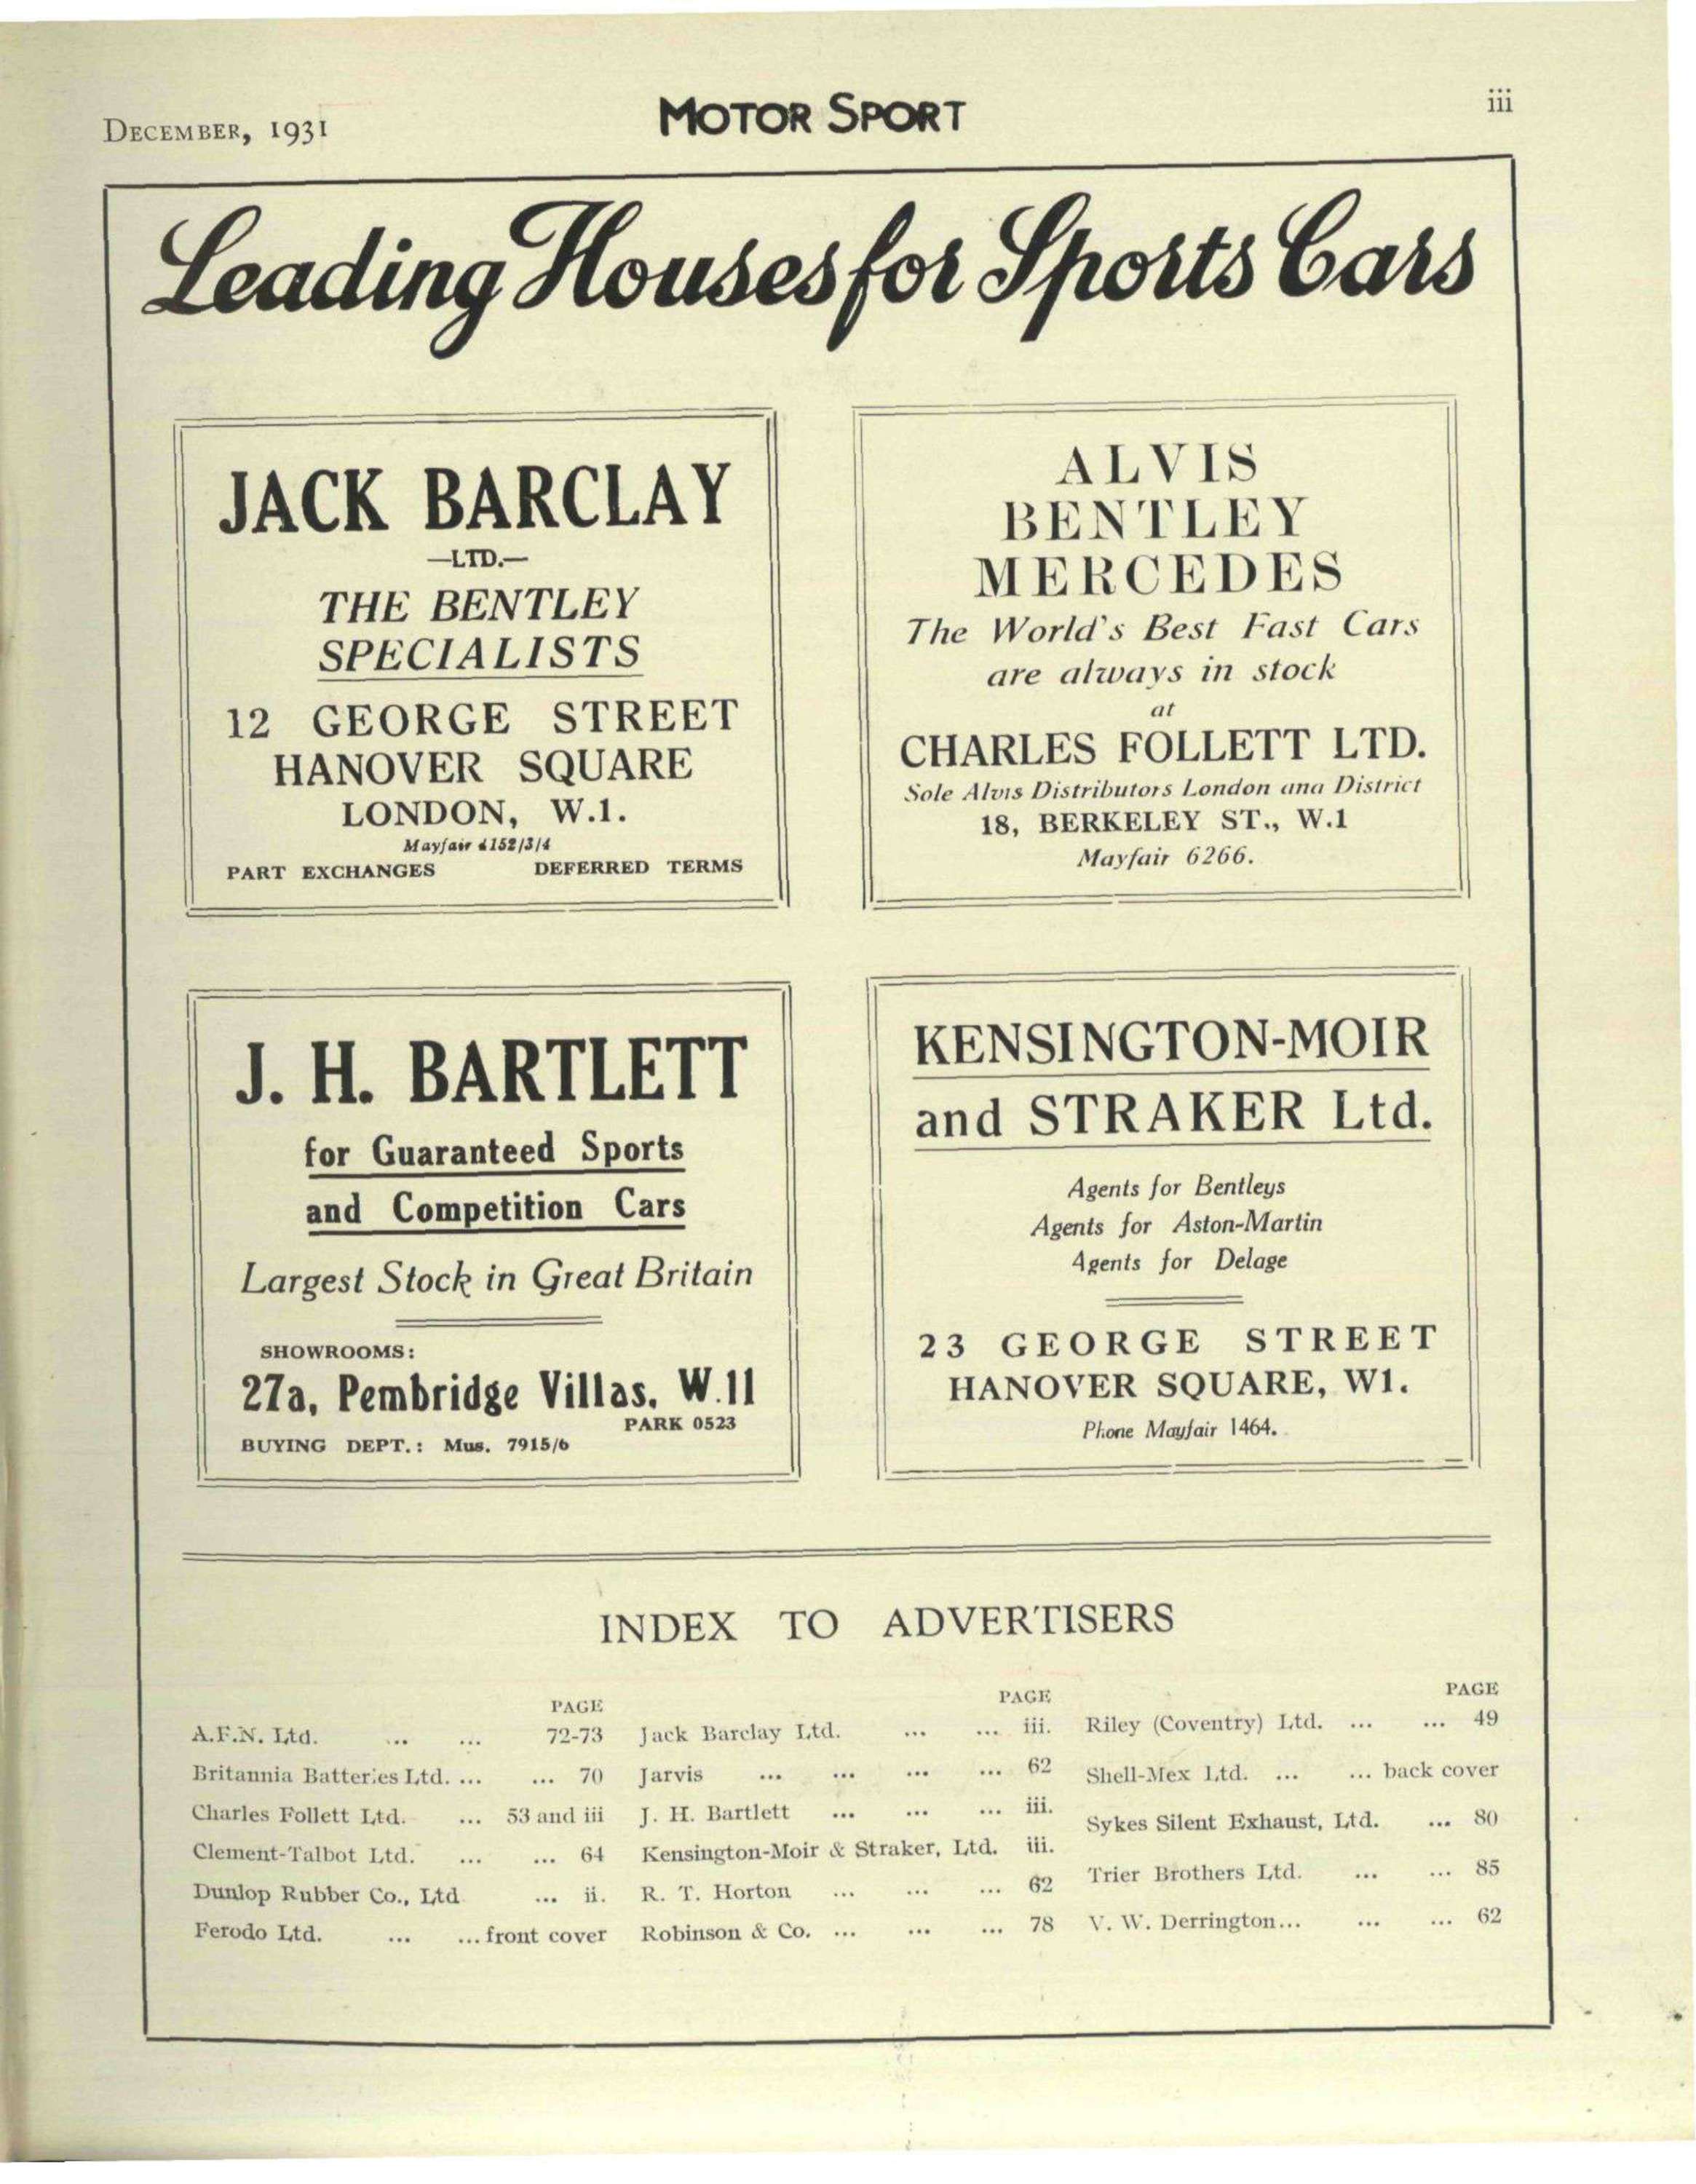 DECEMBER, 1931
MOTOR SPORT
iii
Leading Houses for Sports Cars
JACK BARCLAY
—LTD.—
THE BENTLEY
SPECIALISTS
12 GEORGE STREET
HANOVER SQUARE
LONDON, W.1.
Mayfair 4152/3/4
PART EXCHANGES DEFERRED TERMS
ALVIS
BENTLEY
MERCEDES
The World's Best Fast Cars
are always in stock
at
CHARLES FOLLETT LTD.
Sole Alvis Distributors London and District
18, BERKELEY ST., W.1
Mayfair 6266.
J. H. BARTLETT
for Guaranteed Sports
and Competition Cars
Largest Stock in Great Britain
SHOWROOMS:
27a, Pembridge Villas, W.11
PARK 0523
BUYING DEPT.: Mus. 7915/6
KENSINGTON-MOIR
and STRAKER Ltd.
Agents for Bentleys
Agents for Aston-Martin
Agents for Delage
23 GEORGE STREET
HANOVER SQUARE, W1.
Phone Mayfair 1464.
INDEX TO ADVERTISERS
PAGE
A.F.N. Ltd. ... ... 72-73
Britannia Batteries Ltd. ... ... 70
Charles Follett Ltd. ... 53 and iii
Clement-Talbot Ltd. ... ... 64
Dunlop Rubber Co., Ltd ... ii.
Ferodo Ltd. ... ... front cover
PAGE
Jack Barclay Ltd. ... ... iii.
Jarvis ... ... ... ... 62
J. H. Bartlett ... ... ... iii.
Kensington-Moir & Straker, Ltd. iii.
R. T. Horton ... ... ... 62
Robinson & Co. ... ... ... 78
PAGE
Riley (Coventry) Ltd. ... ... 49
Shell-Mex Ltd. ... ... back cover
Sykes Silent Exhaust, Ltd. ... 80
Trier Brothers Ltd. ... ... 85
V. W. Derrington... ... ... 62